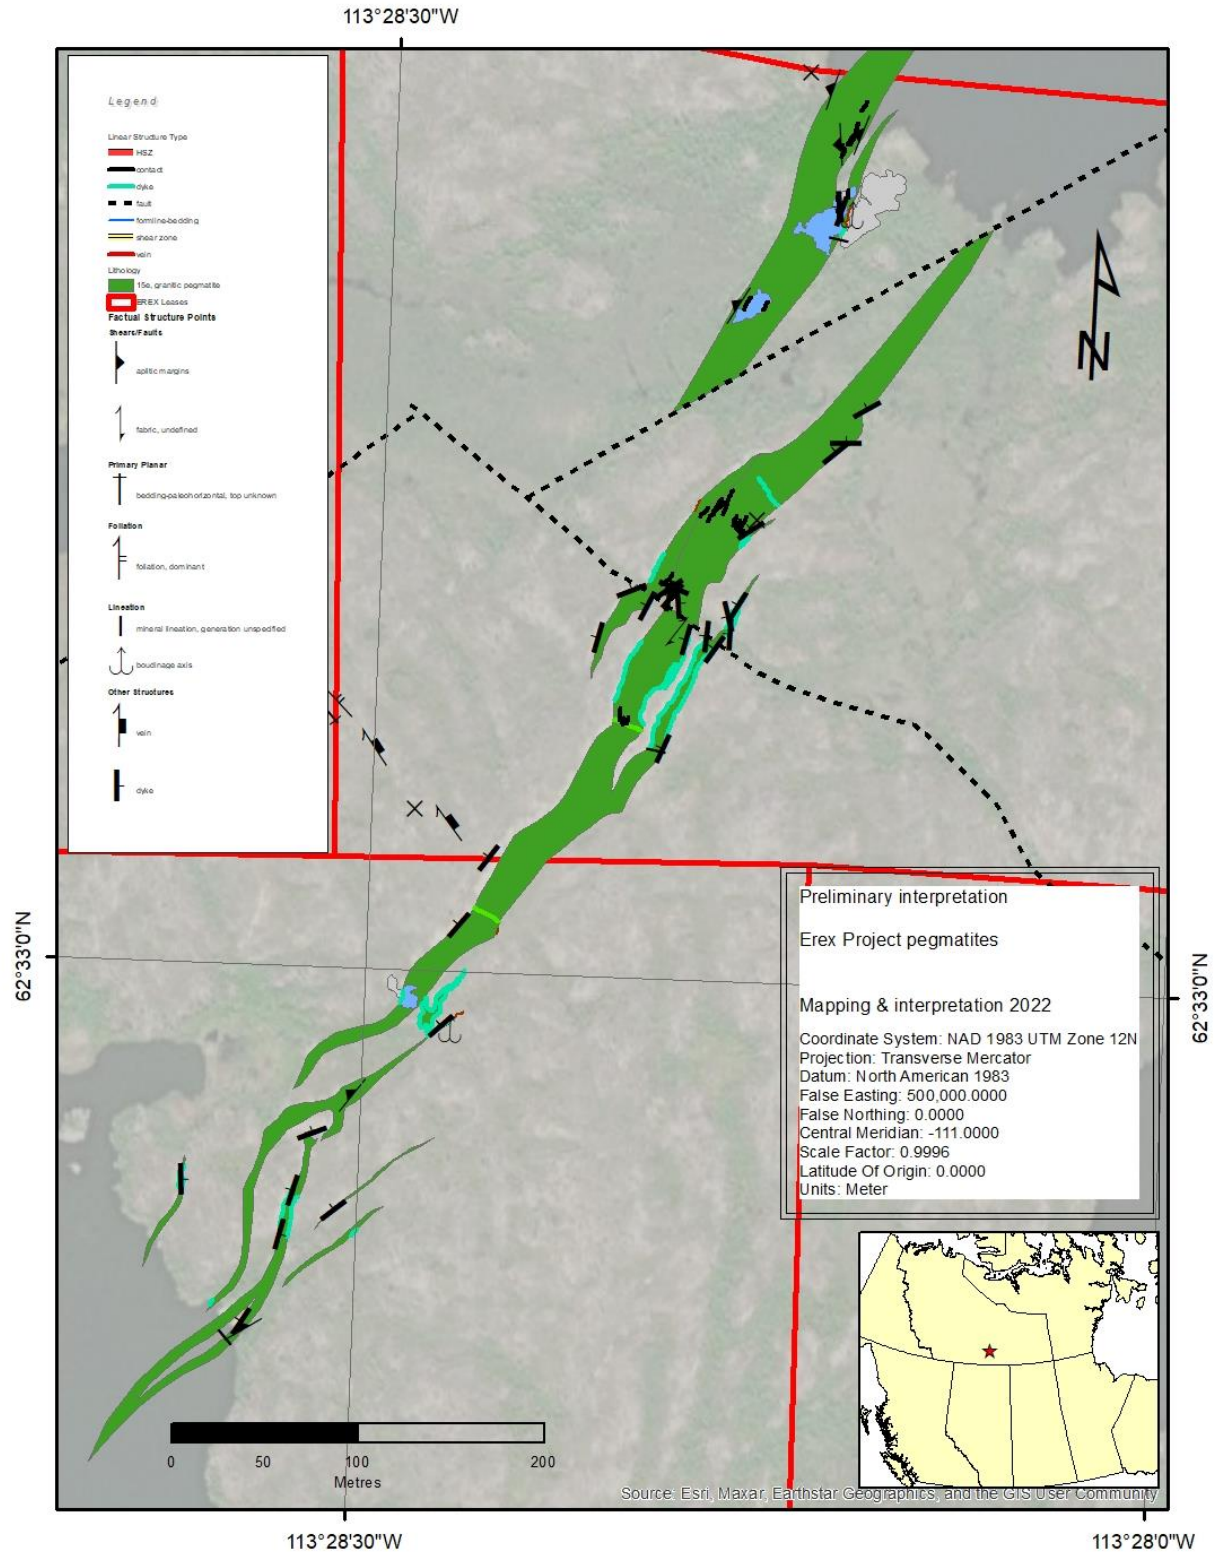 113°28'30"W
Legend
Linear Structure Type
HSZ
contact
dyke
fault
formline-bedding
shear zone
vein
Lithology
15e, granitic pegmatite
EREX Leases
Factual Structure Points
Shears/Faults
aplitic margins
fabric, undefined
Primary Planar
bedding-paleohorizontal, top unknown
Foliation
foliation, dominant
Lineation
mineral lineation, generation unspecified
boudinage axis
Other Structures
vein
dyke
N
62°33'0"N
62°33'0"N
Preliminary interpretation
Erex Project pegmatites
Mapping & interpretation 2022
Coordinate System: NAD 1983 UTM Zone 12N
Projection: Transverse Mercator
Datum: North American 1983
False Easting: 500,000.0000
False Northing: 0.0000
Central Meridian: -111.0000
Scale Factor: 0.9996
Latitude Of Origin: 0.0000
Units: Meter
0 50 100 200
Metres
Source: Esri, Maxar, Earthstar Geographics, and the GIS User Community
113°28'30"W
113°28'0"W